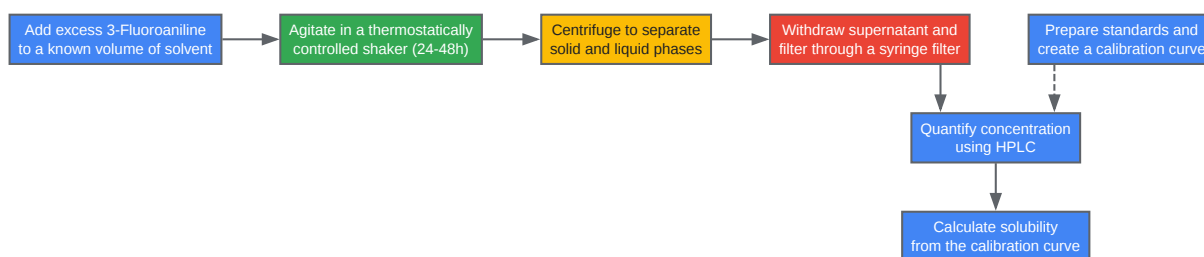 Add excess 3-Fluoroaniline
to a known volume of solvent
Agitate in a thermostatically
controlled shaker (24-48h)
Centrifuge to separate
solid and liquid phases
Withdraw supernatant and
filter through a syringe filter
Prepare standards and
create a calibration curve
Quantify concentration
using HPLC
Calculate solubility
from the calibration curve